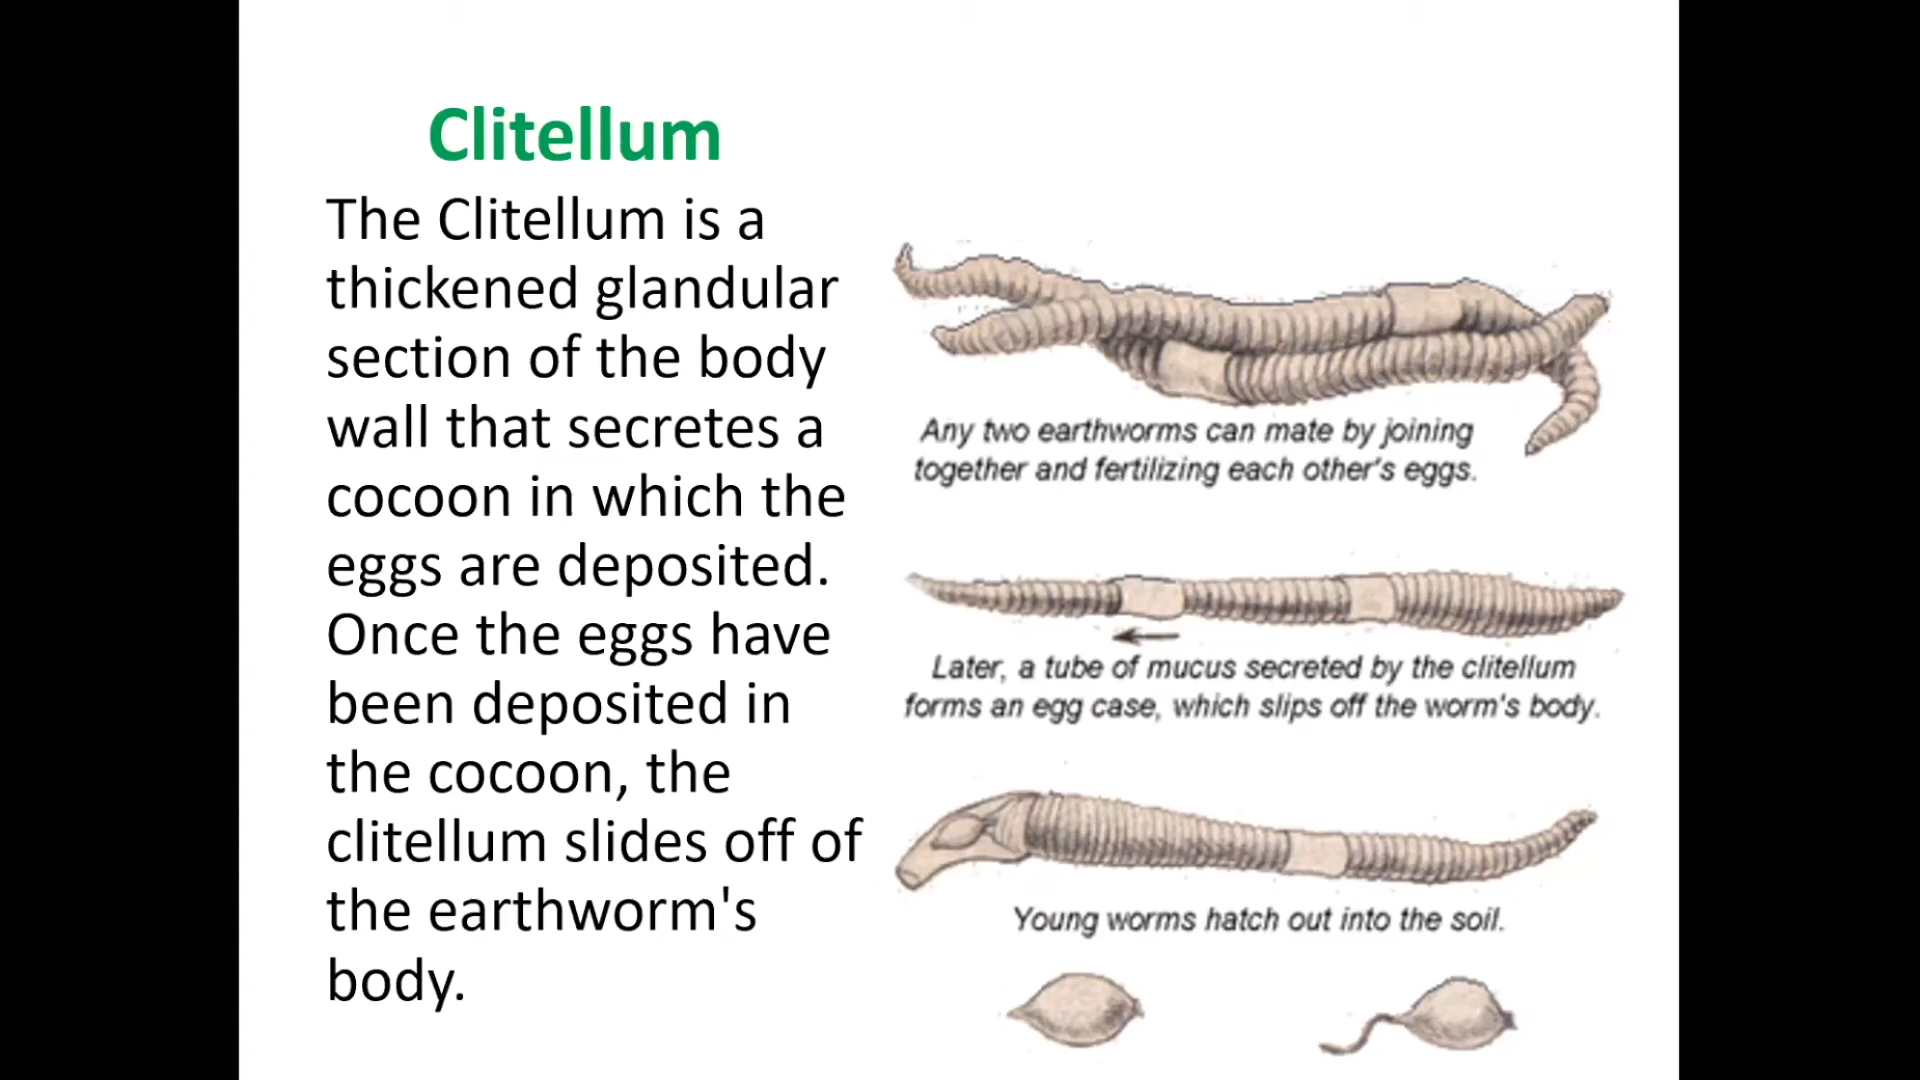 Clitellum
The Clitellum is a
thickened glandular
section of the body
wall that secretes a
cocoon in which the
eggs are deposited.
Once the eggs have
been deposited in
the cocoon, the
clitellum slides off of
the earthworm's
body.
Any two earthworms can mate by joining
together and fertilizing each other's eggs.
Later, a tube of mucus secreted by the clitellum
forms an egg case, which slips off the worm's body.
Young worms hatch out into the soil.